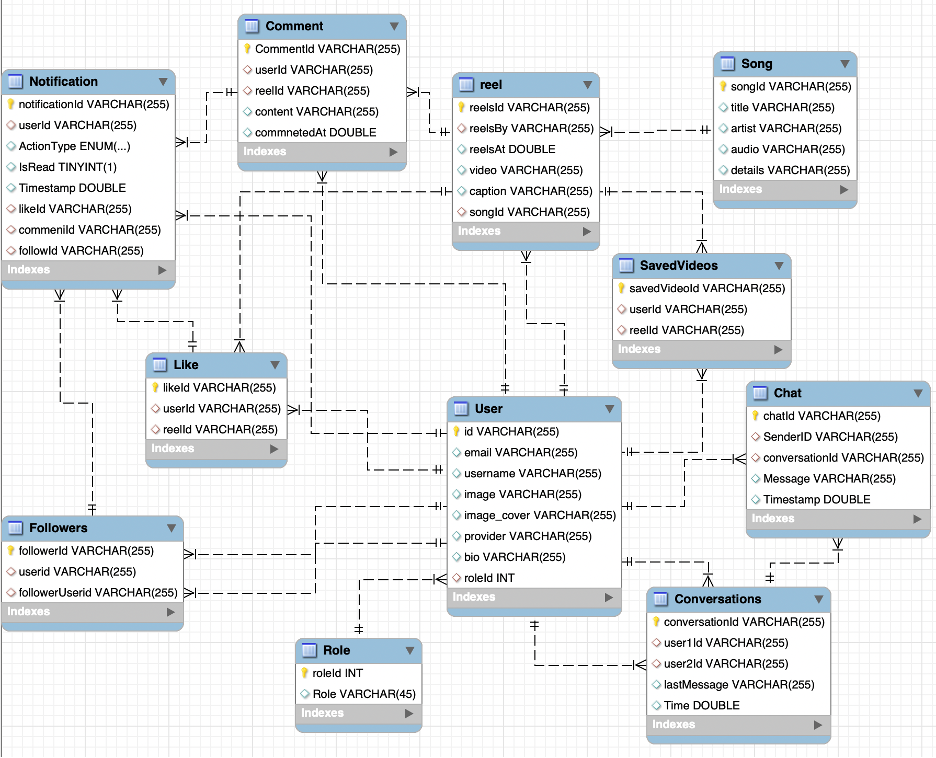 Comment
CommentId VARCHAR(255)
userId VARCHAR(255)
reelId VARCHAR(255)
content VARCHAR(255)
commnetedAt DOUBLE
Indexes
Notification
notificationId VARCHAR(255)
userId VARCHAR(255)
ActionType ENUM(...)
IsRead TINYINT(1)
Timestamp DOUBLE
likeId VARCHAR(255)
commeniId VARCHAR(255)
followId VARCHAR(255)
Indexes
reel
reelsId VARCHAR(255)
reelsBy VARCHAR(255)
reelsAt DOUBLE
video VARCHAR(255)
caption VARCHAR(255)
songId VARCHAR(255)
Indexes
Song
songId VARCHAR(255)
title VARCHAR(255)
artist VARCHAR(255)
audio VARCHAR(255)
details VARCHAR(255)
Indexes
SavedVideos
savedVideoId VARCHAR(255)
userId VARCHAR(255)
reelId VARCHAR(255)
Indexes
Like
likeId VARCHAR(255)
userId VARCHAR(255)
reelId VARCHAR(255)
Indexes
User
id VARCHAR(255)
email VARCHAR(255)
username VARCHAR(255)
image VARCHAR(255)
image_cover VARCHAR(255)
provider VARCHAR(255)
bio VARCHAR(255)
roleId INT
Indexes
Chat
chatId VARCHAR(255)
SenderID VARCHAR(255)
conversationId VARCHAR(255)
Message VARCHAR(255)
Timestamp DOUBLE
Indexes
Followers
followerId VARCHAR(255)
userid VARCHAR(255)
followerUserid VARCHAR(255)
Indexes
Role
roleId INT
Role VARCHAR(45)
Indexes
Conversations
conversationId VARCHAR(255)
user1Id VARCHAR(255)
user2Id VARCHAR(255)
lastMessage VARCHAR(255)
Time DOUBLE
Indexes